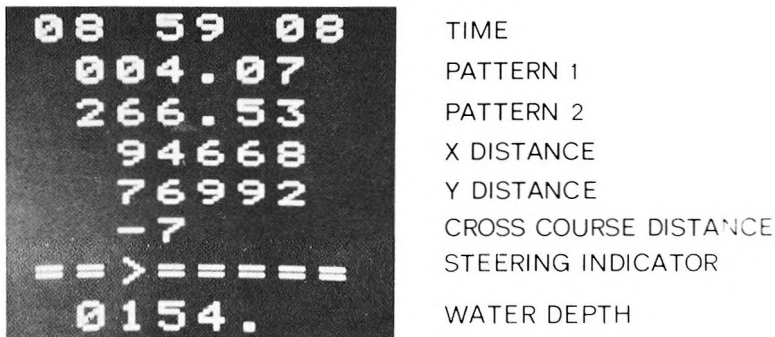 08 59 08 TIME
004.07 PATTERN 1
266.53 PATTERN 2
94668 X DISTANCE
76992 Y DISTANCE
-7 CROSS COURSE DISTANCE
==>===== STEERING INDICATOR
0154. WATER DEPTH